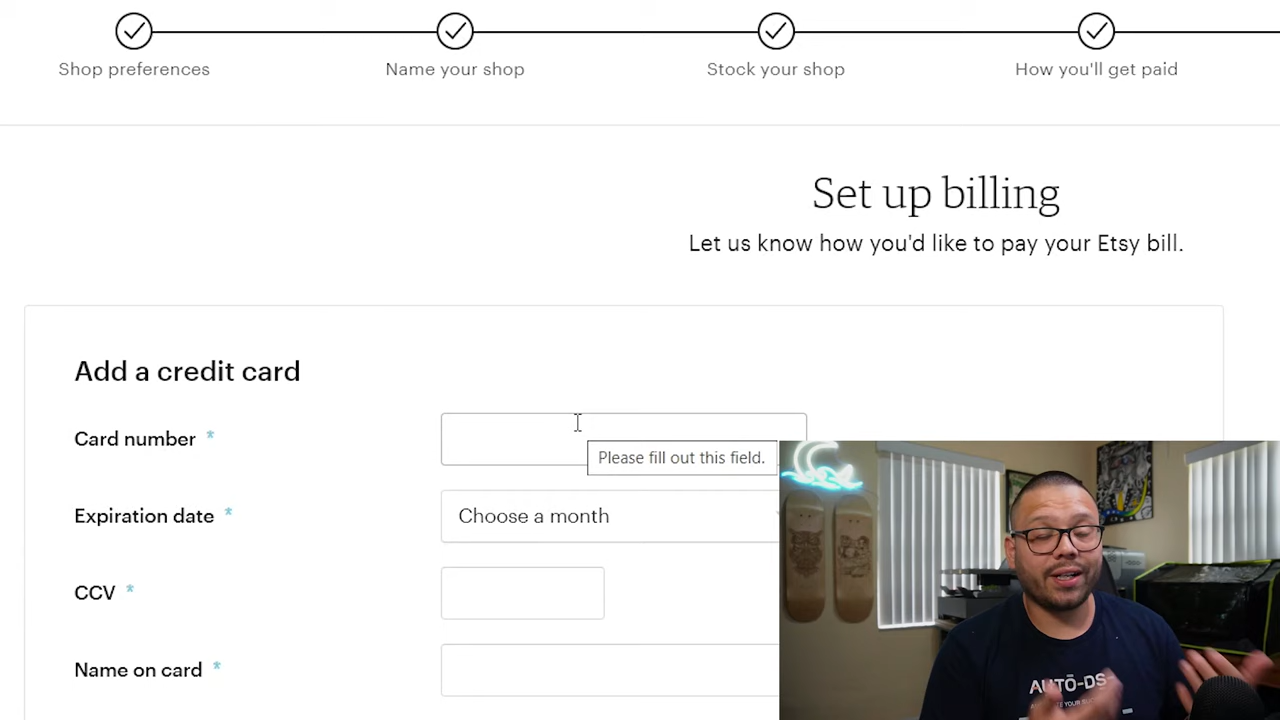 Shop preferences
Name your shop
Stock your shop
How you'll get paid
Set up billing
Let us know how you'd like to pay your Etsy bill.
Add a credit card
Card number *
Please fill out this field.
Expiration date *
Choose a month
CCV *
Name on card *
AUTŌ-DS